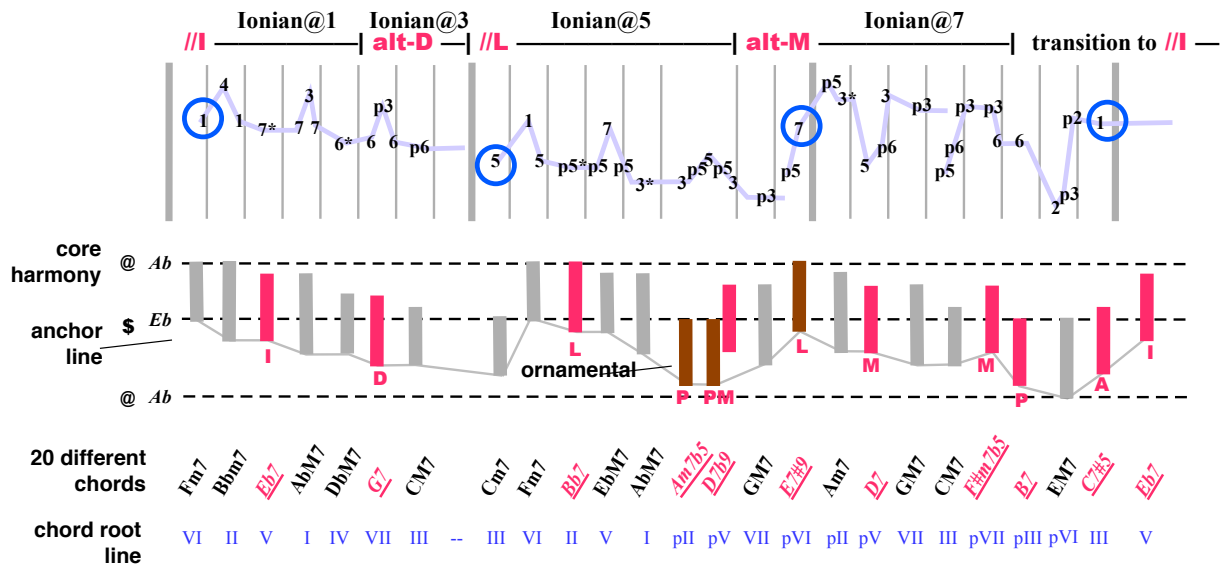 Ionian@1 Ionian@3 Ionian@5 Ionian@7
//I alt-D //L alt-M transition to //I
1 4 1 7* 7 3 7 6* 6 p3 6 p6 5 1 5 p5* p5 7 p5 3* 3 p5 5 p5 3 p3 p5 7 p5 3* 5 p6 3 p3 p5 p6 p3 p3 6 6 2 p3 p2 1
core harmony @ Ab
anchor line $ Eb
@ Ab
I D L ornamental P P M L M M P A I
20 different chords Fm7 Bbm7 Eb7 AbM7 DbM7 G7 CM7 Cm7 Fm7 Bb7 EbM7 AbM7 Am7b5 D7b9 GM7 E7#9 Am7 D7 GM7 CM7 F#m7b5 B7 EM7 C7#5 Eb7
chord root line VI II V I IV VII III -- III VI II V I pII pV VII pVI pII pV VII III pVII pIII pVI III V